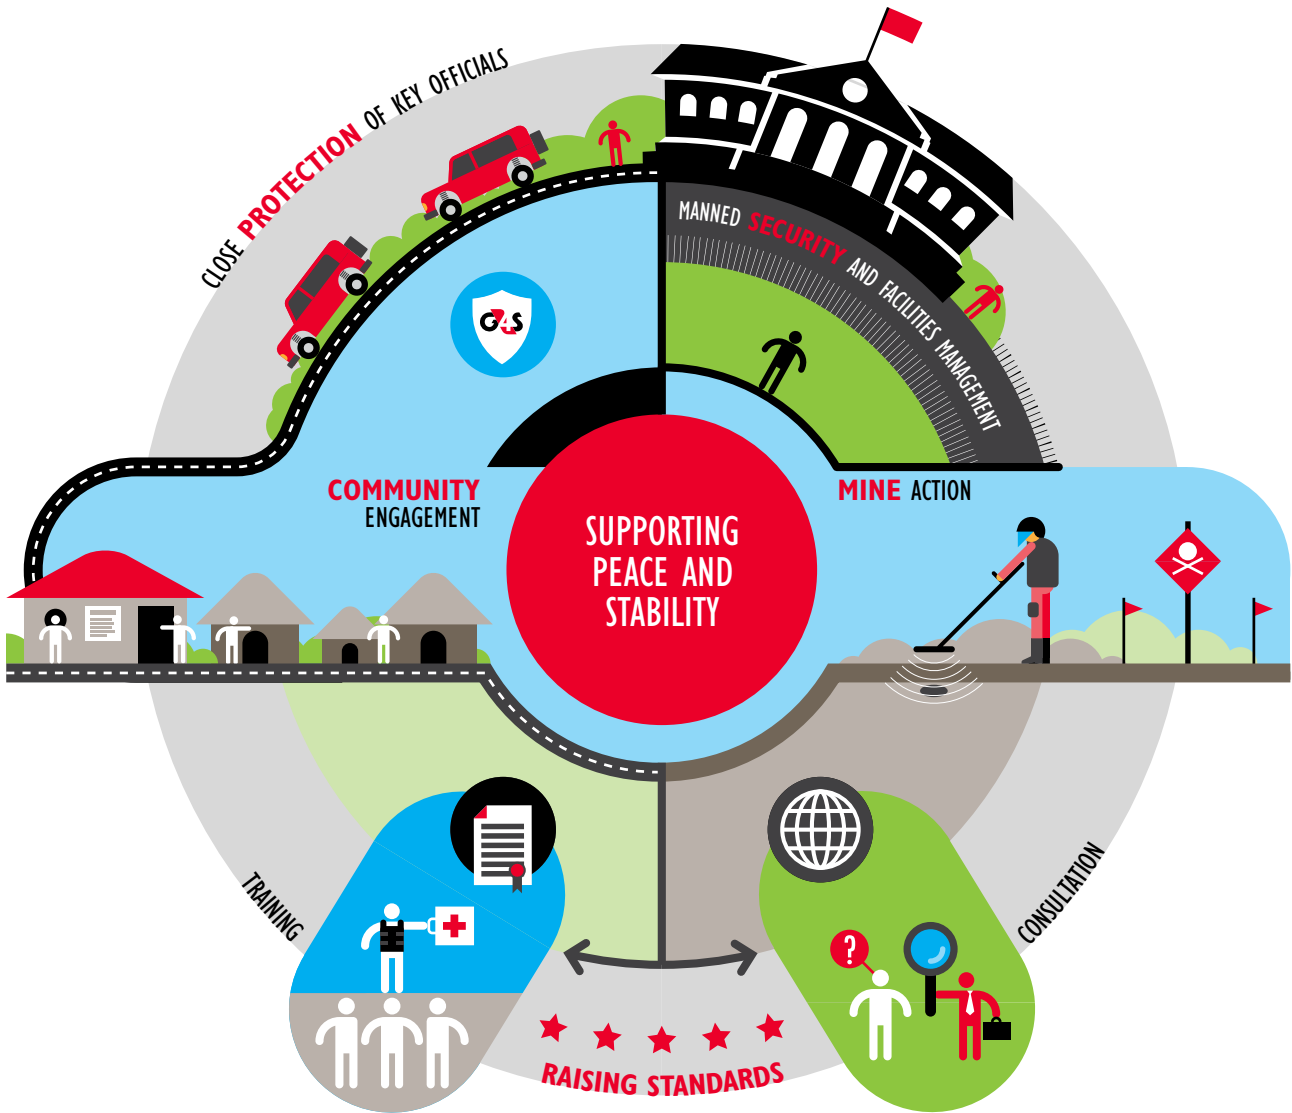 CLOSE PROTECTION OF KEY OFFICIALS
MANNED SECURITY AND FACILITIES MANAGEMENT
G4S
COMMUNITY
ENGAGEMENT
MINE ACTION
SUPPORTING
PEACE AND
STABILITY
TRAINING
CONSULTATION
?
RAISING STANDARDS